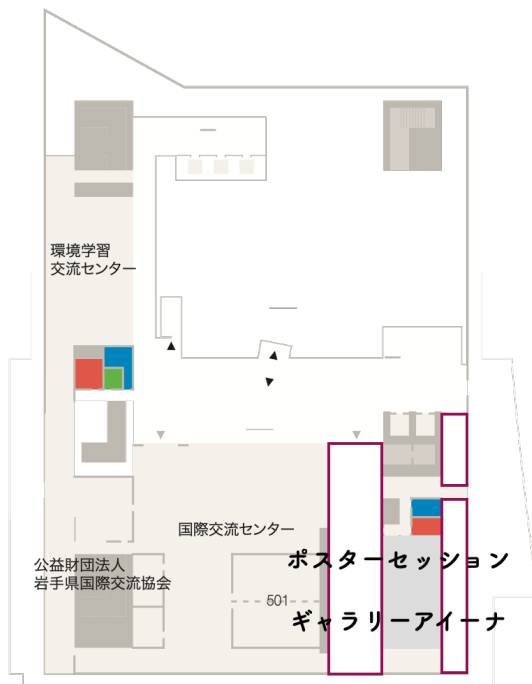 環境学習
交流センター
国際交流センター
公益財団法人
岩手県国際交流協会
501
ポスターセッション
ギャラリーアイーナ